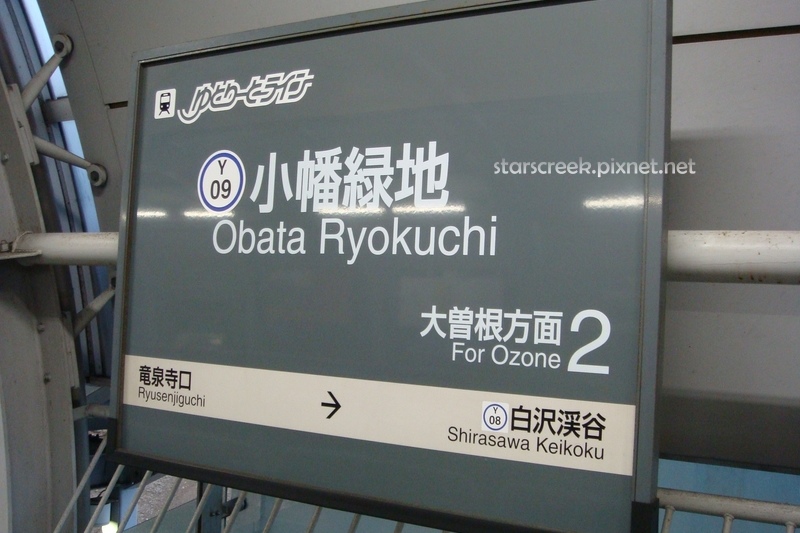 ゆとりーとライン
starscreek.pixnet.net
Y
09
小幡緑地
Obata Ryokuchi
大曽根方面
For Ozone
2
竜泉寺口
Ryusenjiguchi
→
Y
08
白沢渓谷
Shirasawa Keikoku